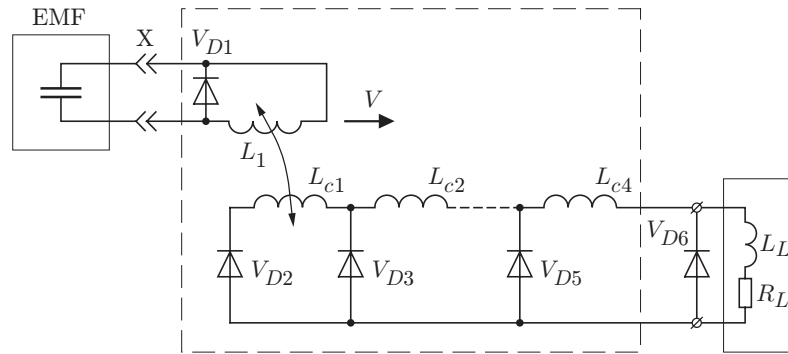 EMF
X
V_{D1}
V
L_1
L_{c1}
L_{c2}
L_{c4}
V_{D2}
V_{D3}
V_{D5}
V_{D6}
L_L
R_L